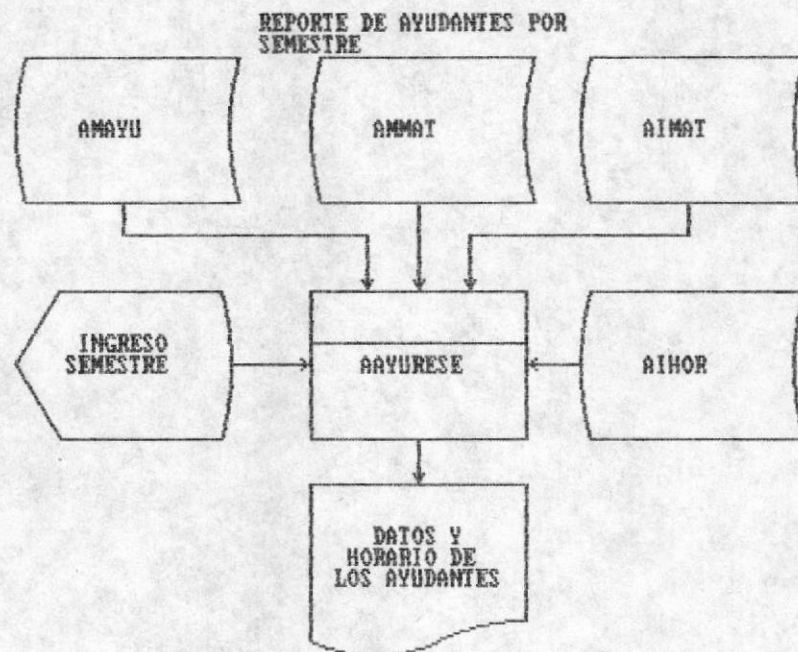 REPORTE DE AYUDANTES POR
SEMESTRE
AMAYU
AMMAT
AIMAT
INGRESO
SEMESTRE
AAYURESE
AIHOR
DATOS Y
HORARIO DE
LOS AYUDANTES